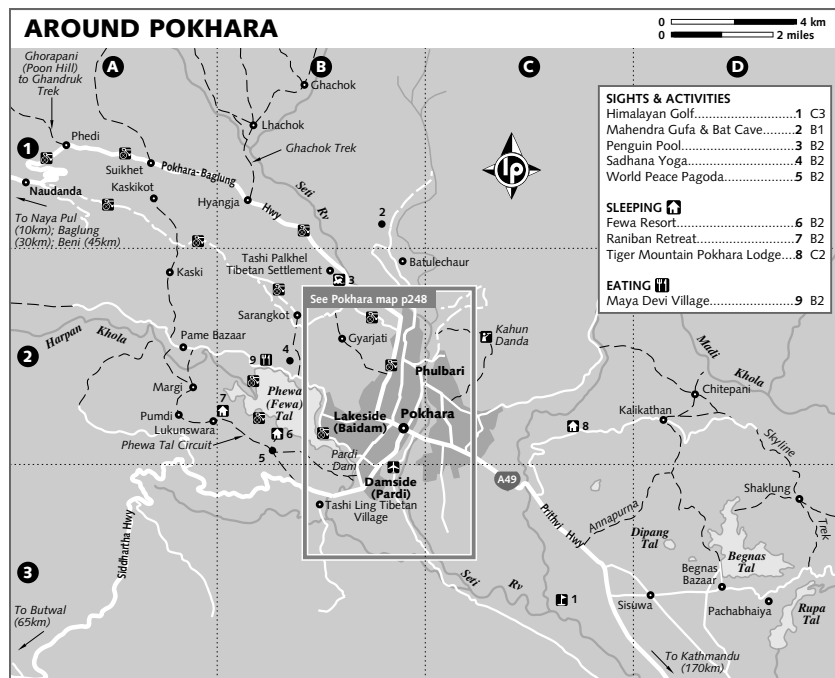 AROUND POKHARA
0 4 km
0 2 miles
A
B
C
D
1
2
3
Ghorapani
(Poon Hill)
to Ghandruk
Trek
Ghachok
Lhachok
Ghachok Trek
Phedi
Suikhet
Pokhara-Baglung
Hwy
Naudanda
Kaskikot
Hyangja
Seti
Rv
2
To Naya Pul
(10km); Baglung
(30km); Beni (45km)
Tashi Palkhel
Tibetan Settlement
Batulechaur
3
Kaski
See Pokhara map p248
Sarangkot
Gyarjati
Kahun
Danda
Harpan
Khola
Pame Bazaar
9
4
Phulbari
Margi
7
Phewa
(Fewa)
Tal
Lakeside
(Baidam)
Pokhara
Pumdi
Lukunswara
6
Phewa Tal Circuit
5
Pardi
Dam
Damside
(Pardi)
Tashi Ling Tibetan
Village
A49
Siddhartha Hwy
To Butwal
(65km)
Prithvi Hwy
Annapurna
Seti
Rv
1
Madi
Khola
Chitepani
Kalikathan
8
Skyline
Trek
Shaklung
Dipang
Tal
Begnas
Tal
Begnas
Bazaar
Sisuwa
Pachabhaiya
Rupa
Tal
To Kathmandu
(170km)
lp
SIGHTS & ACTIVITIES
Himalayan Golf 1 C3
Mahendra Gufa & Bat Cave 2 B1
Penguin Pool 3 B2
Sadhana Yoga 4 B2
World Peace Pagoda 5 B2
SLEEPING
Fewa Resort 6 B2
Raniban Retreat 7 B2
Tiger Mountain Pokhara Lodge 8 C2
EATING
Maya Devi Village 9 B2